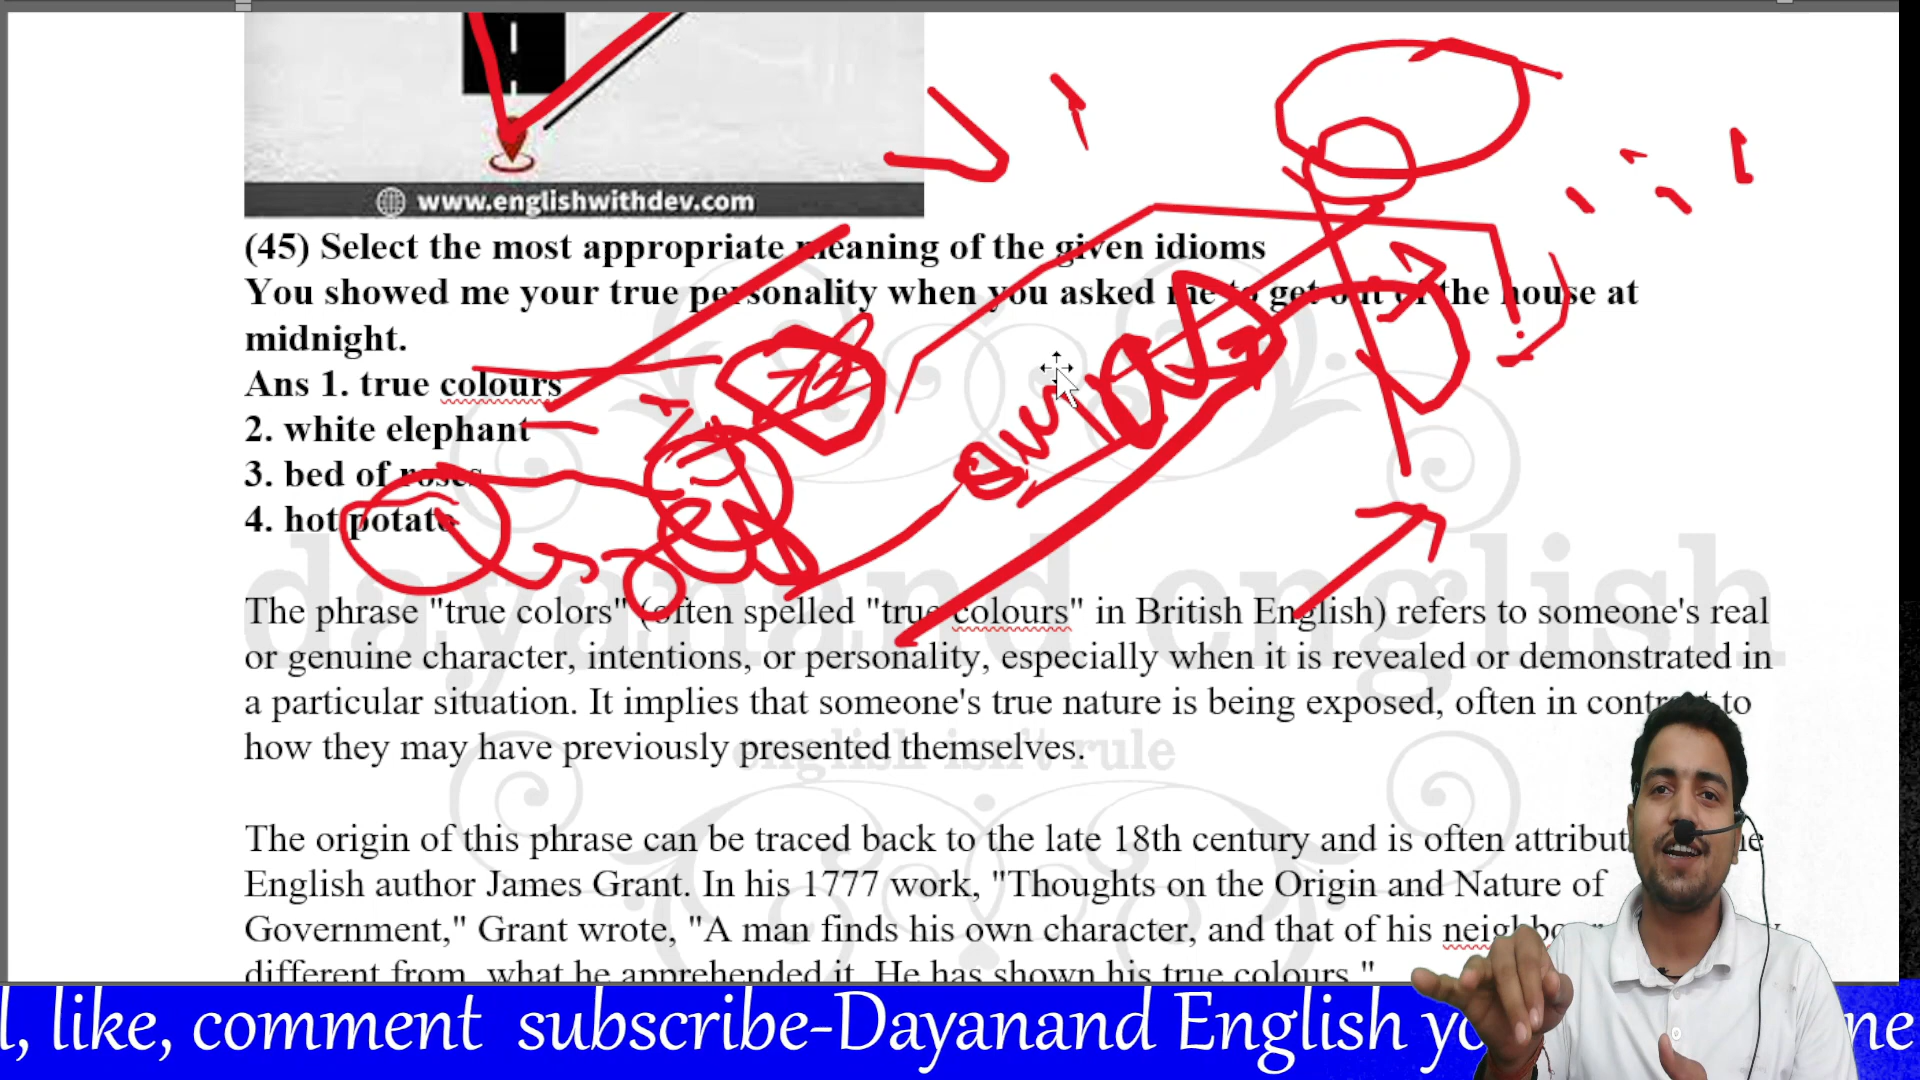 www.englishwithdev.com
(45) Select the most appropriate meaning of the given idioms
You showed me your true personality when you asked me to get out of the house at
midnight.
Ans 1. true colours
2. white elephant
3. bed of roses
4. hot potato
dayanand english
The phrase "true colors" (often spelled "true colours" in British English) refers to someone's real
or genuine character, intentions, or personality, especially when it is revealed or demonstrated in
a particular situation. It implies that someone's true nature is being exposed, often in contrast to
how they may have previously presented themselves.
english isn't rule
The origin of this phrase can be traced back to the late 18th century and is often
English author James Grant. In his 1777 work, "Thoughts on the Origin and Nature of
Government," Grant wrote, "A man finds his own character, and that of his
different from, what he apprehended it. He has shown his true colours."
like, comment subscribe-Dayanand English